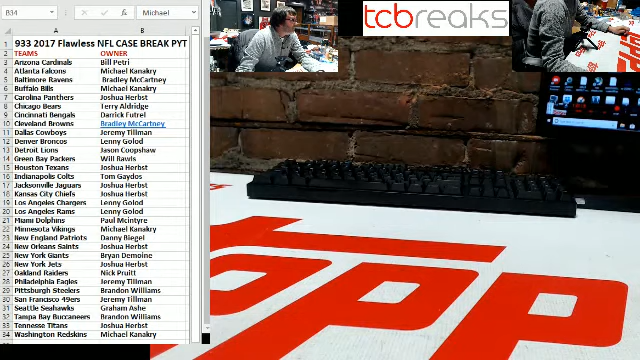 B34
fx
Michael
A
B
1 933 2017 Flawless NFL CASE BREAK PYT
2 TEAMS OWNER
3 Arizona Cardinals Bill Petri
4 Atlanta Falcons Michael Kanakry
5 Baltimore Ravens Bradley McCartney
6 Buffalo Bills Michael Kanakry
7 Carolina Panthers Joshua Herbst
8 Chicago Bears Terry Aldridge
9 Cincinnati Bengals Darrick Futrel
10 Cleveland Browns Bradley McCartney
11 Dallas Cowboys Jeremy Tillman
12 Denver Broncos Lenny Golod
13 Detroit Lions Jason Coopshaw
14 Green Bay Packers Will Rawls
15 Houston Texans Joshua Herbst
16 Indianapolis Colts Tom Gaydos
17 Jacksonville Jaguars Joshua Herbst
18 Kansas City Chiefs Joshua Herbst
19 Los Angeles Chargers Lenny Golod
20 Los Angeles Rams Lenny Golod
21 Miami Dolphins Paul Mcintyre
22 Minnesota Vikings Michael Kanakry
23 New England Patriots Danny Biegel
24 New Orleans Saints Joshua Herbst
25 New York Giants Bryan Demoine
26 New York Jets Joshua Herbst
27 Oakland Raiders Nick Pruitt
28 Philadelphia Eagles Jeremy Tillman
29 Pittsburgh Steelers Brandon Williams
30 San Francisco 49ers Jeremy Tillman
31 Seattle Seahawks Graham Ashe
32 Tampa Bay Buccaneers Brandon Williams
33 Tennesse Titans Joshua Herbst
34 Washington Redskins Michael Kanakry
tcbreaks
TOPP